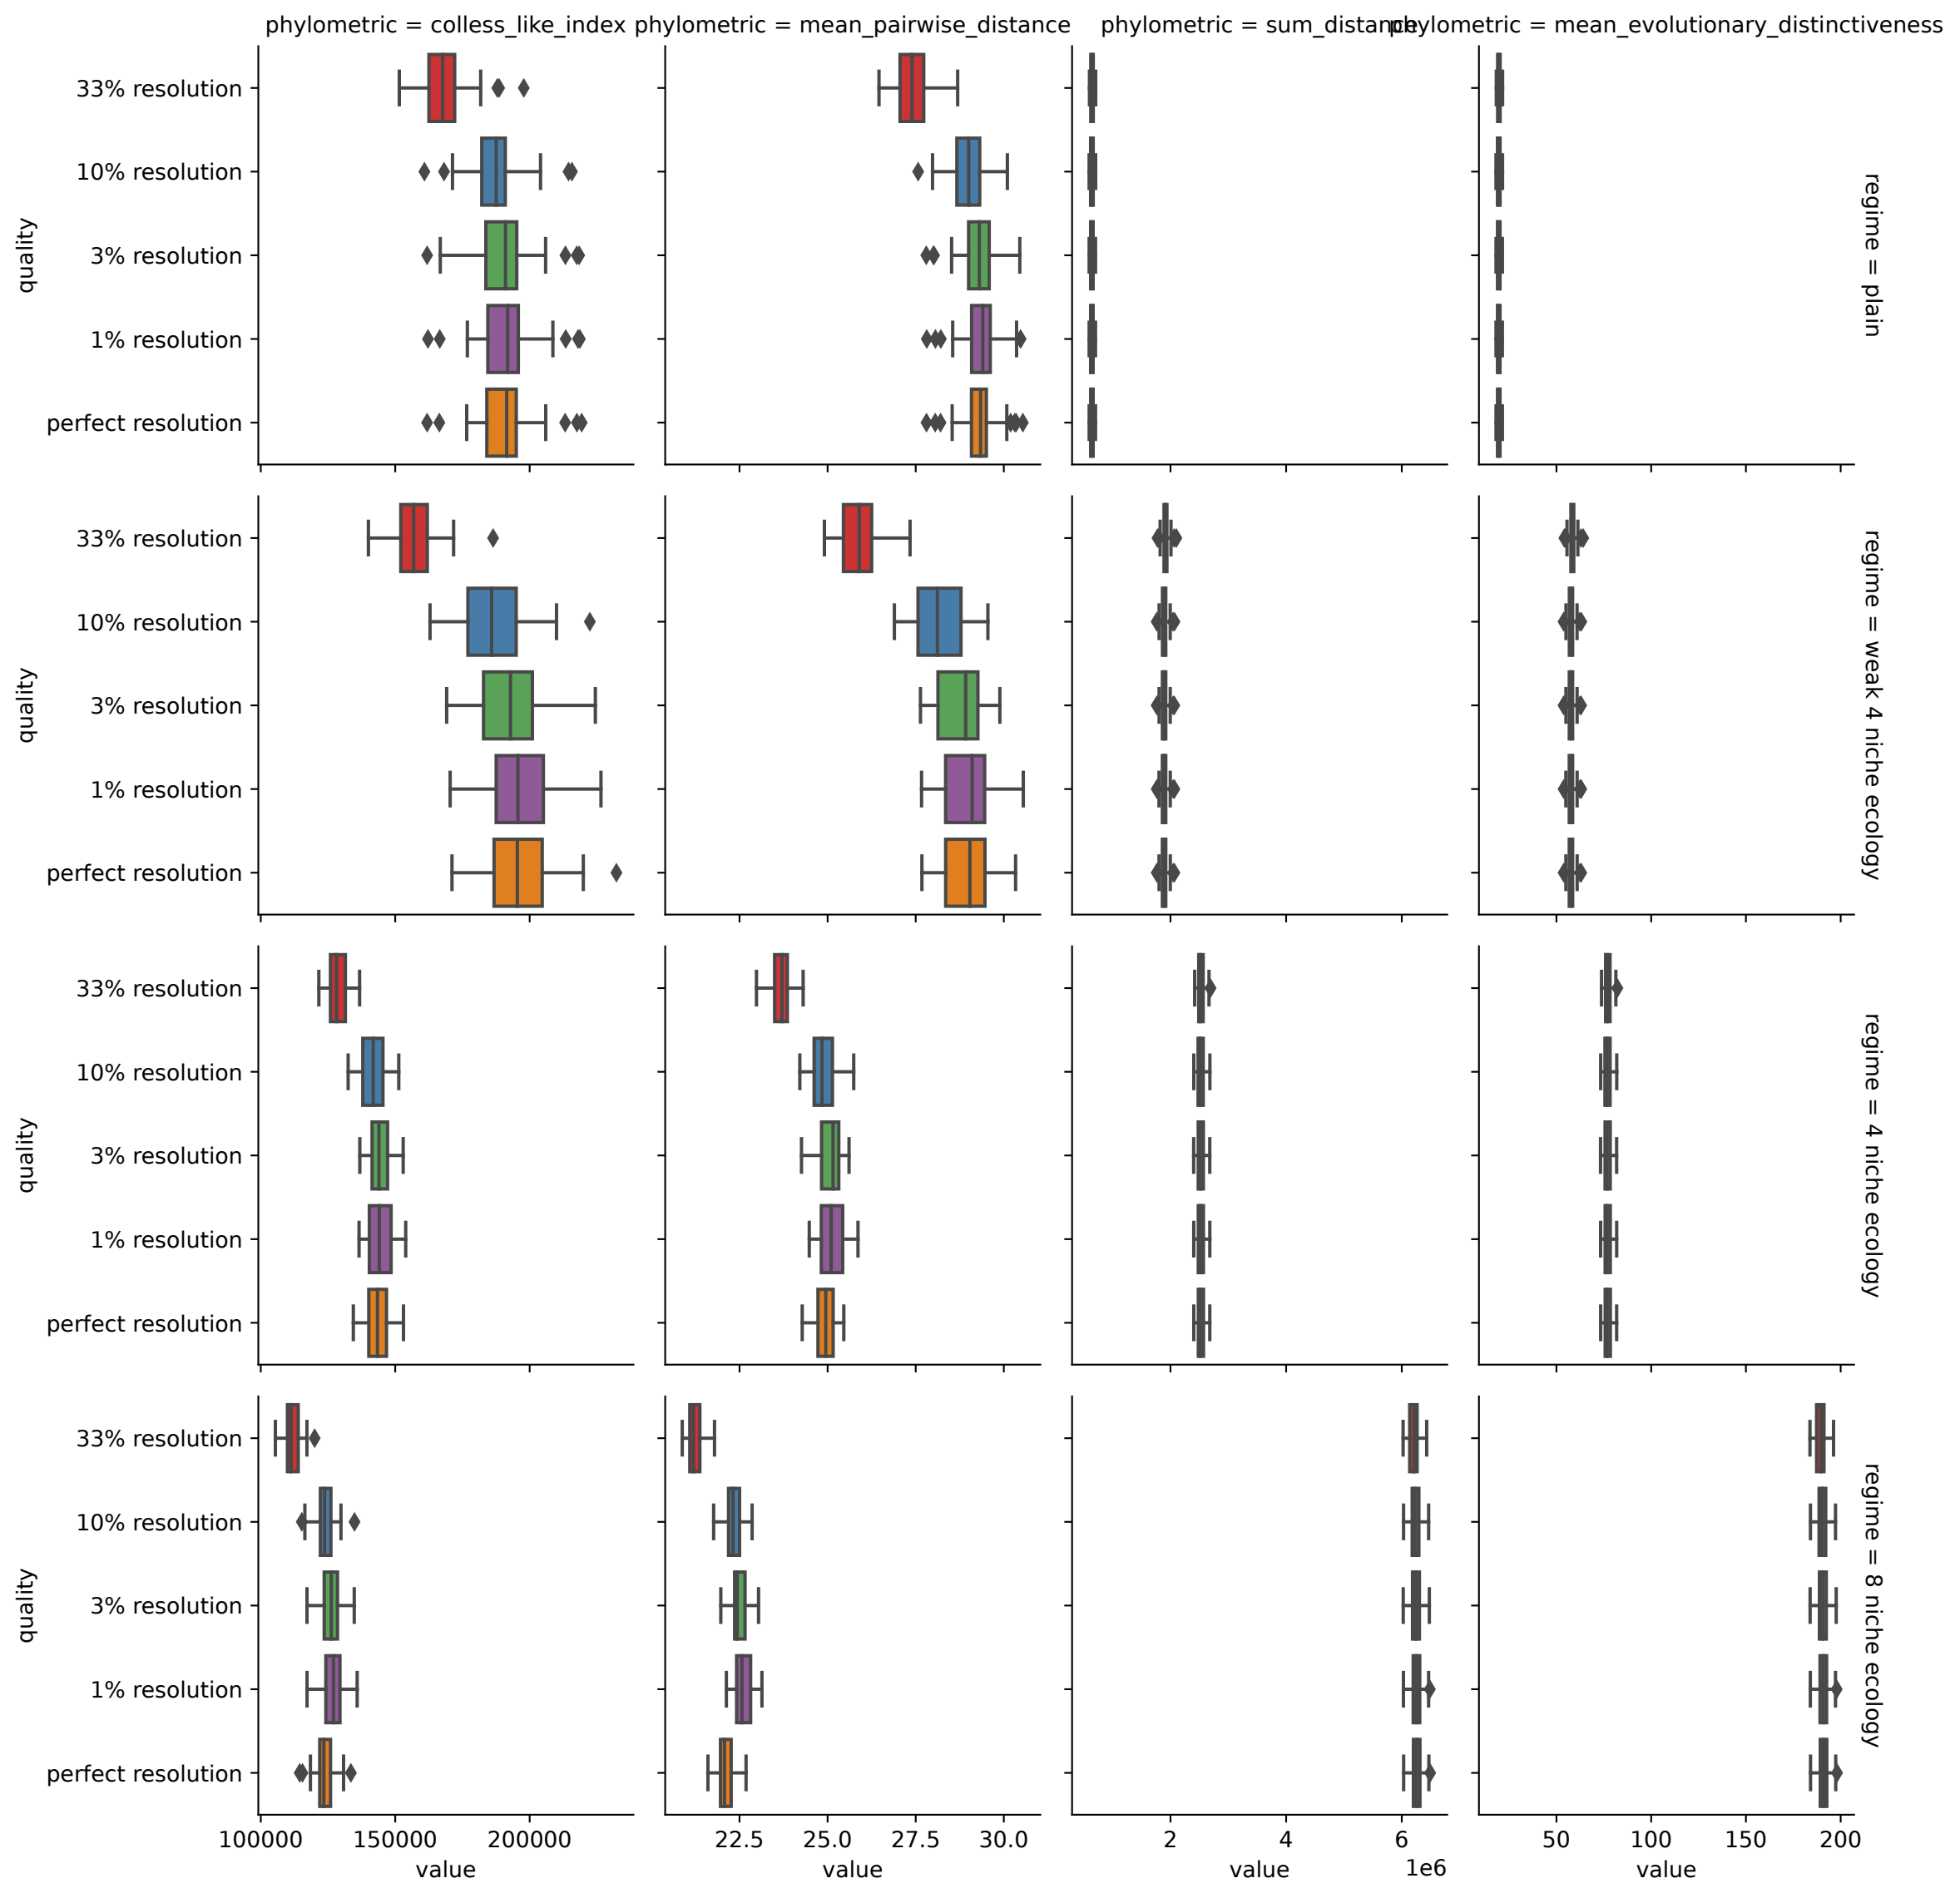 phylometric = colless_like_index
phylometric = mean_pairwise_distance
phylometric = sum_distance
phylometric = mean_evolutionary_distinctiveness
quality
33% resolution
10% resolution
3% resolution
1% resolution
perfect resolution
regime = plain
quality
33% resolution
10% resolution
3% resolution
1% resolution
perfect resolution
regime = weak 4 niche ecology
quality
33% resolution
10% resolution
3% resolution
1% resolution
perfect resolution
regime = 4 niche ecology
quality
33% resolution
10% resolution
3% resolution
1% resolution
perfect resolution
regime = 8 niche ecology
100000 150000 200000
22.5 25.0 27.5 30.0
2 4 6
1e6
50 100 150 200
value
value
value
value